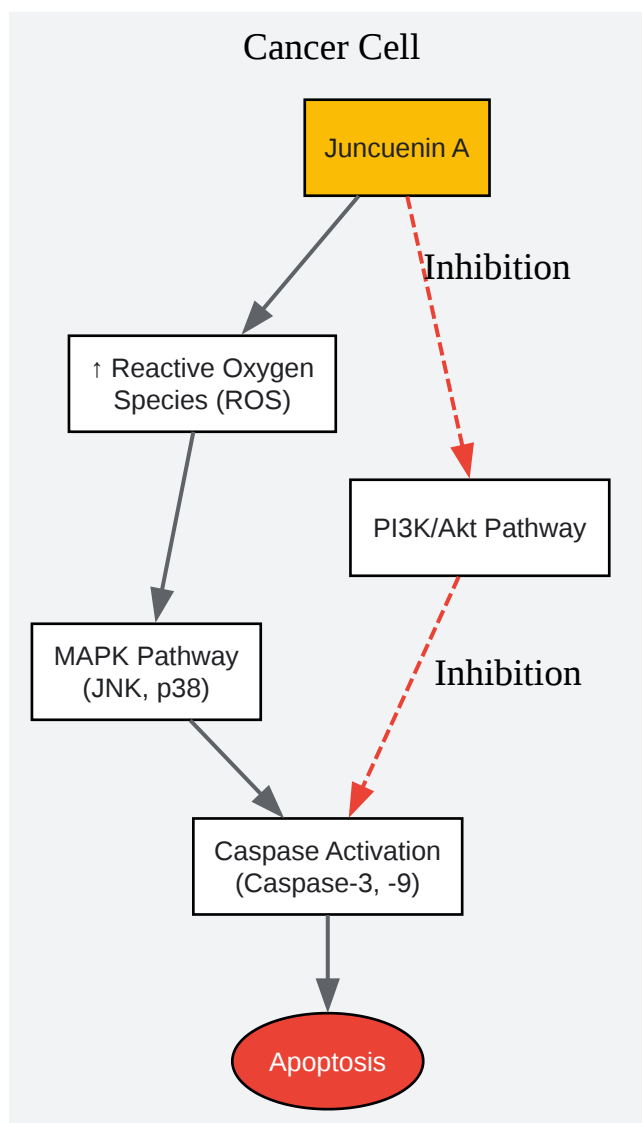 Cancer Cell
Juncuenin A
Inhibition
↑ Reactive Oxygen
Species (ROS)
PI3K/Akt Pathway
MAPK Pathway
(JNK, p38)
Inhibition
Caspase Activation
(Caspase-3, -9)
Apoptosis